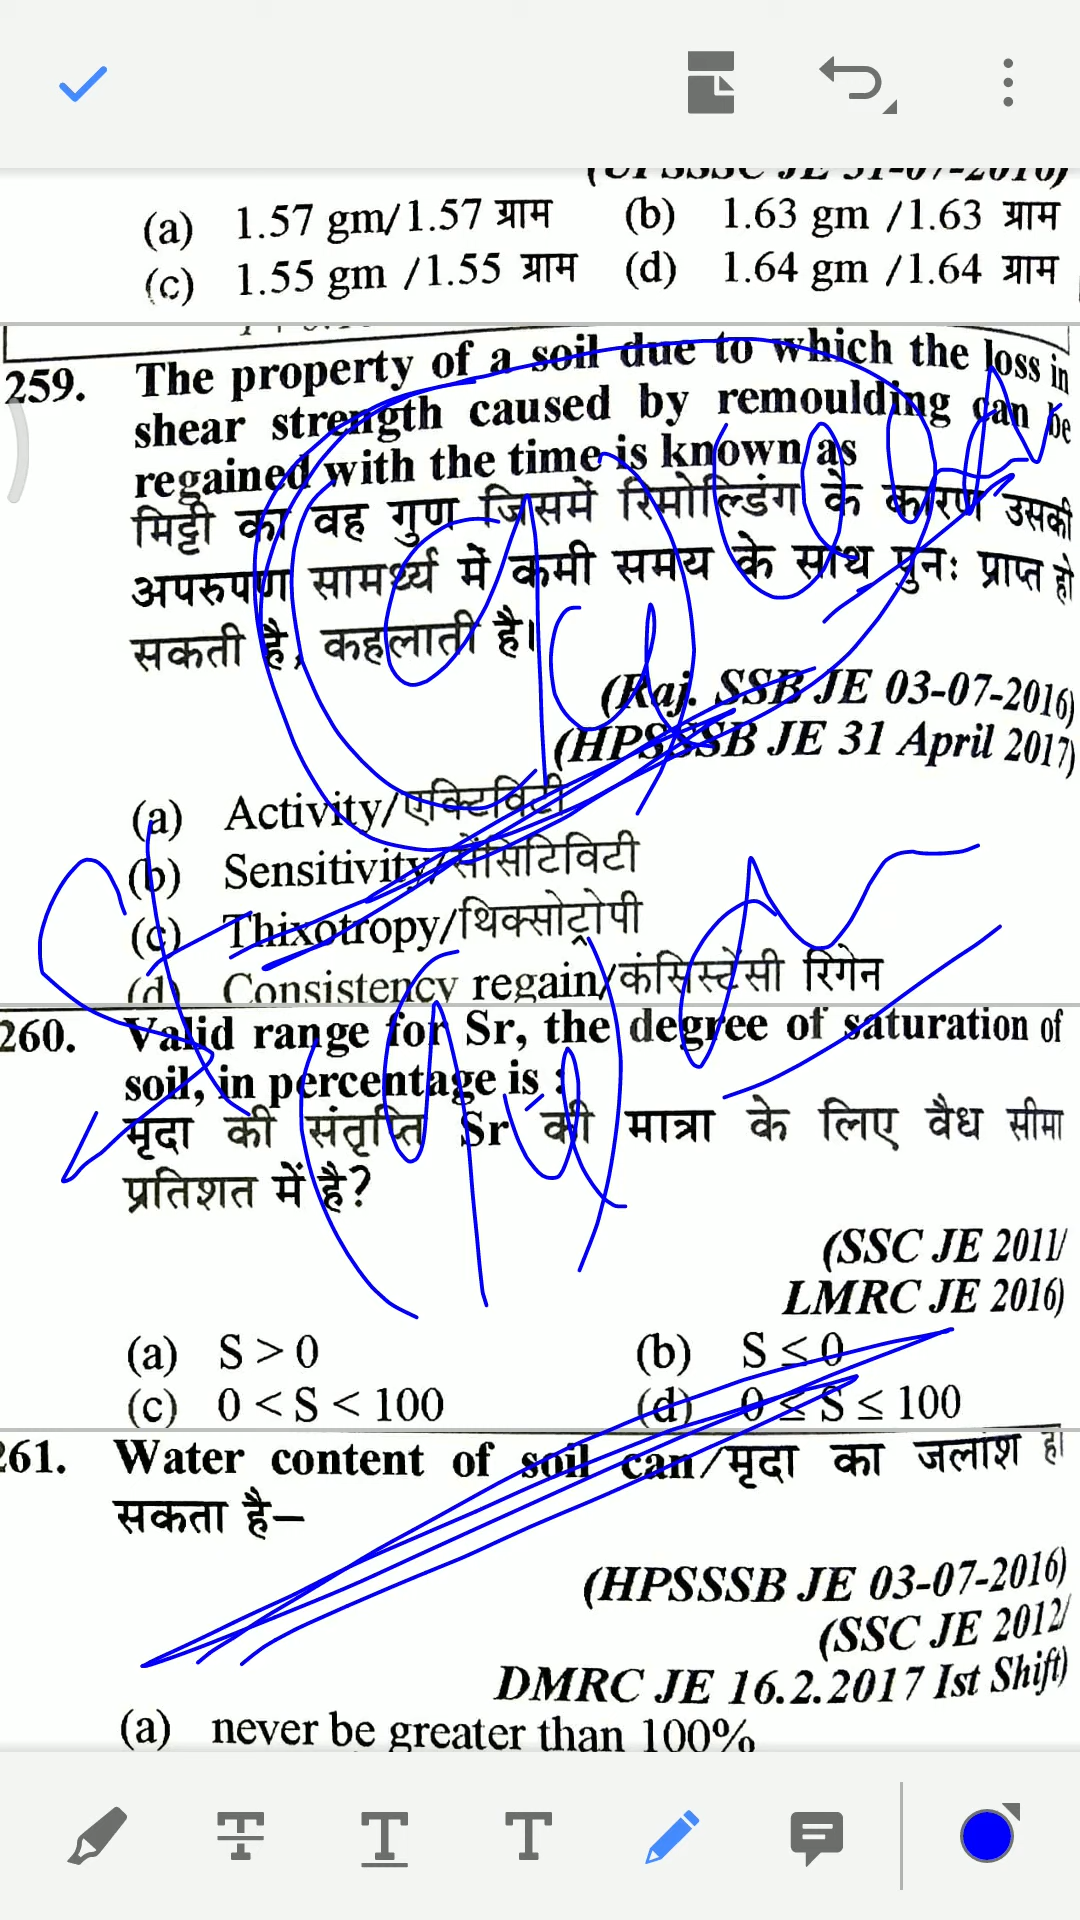 (a) 1.57 gm/1.57 ग्राम (b) 1.63 gm /1.63 ग्राम
(c) 1.55 gm /1.55 ग्राम (d) 1.64 gm /1.64 ग्राम
259. The property of a soil due to which the loss in
shear strength caused by remoulding can be
regained with the time is known as
मिट्टी का वह गुण जिसमें रिमोल्डिंग के कारण उसकी
अपरुपण सामर्थ्य में कमी समय के साथ पुनः प्राप्त हो
सकती है, कहलाती है।
(Raj. SSB JE 03-07-2016)
(HPSSSB JE 31 April 2017)
(a) Activity/एक्टिविटी
(b) Sensitivity/सेंसिटिविटी
(c) Thixotropy/थिक्सोट्रोपी
(d) Consistency regain/कंसिस्टेंसी रिगेन
260. Valid range for Sr, the degree of saturation of
soil, in percentage is :
मृदा की संतृप्ति Sr की मात्रा के लिए वैध सीमा
प्रतिशत में है?
(SSC JE 2011/
LMRC JE 2016)
(a) S > 0 (b) S ≤ 0
(c) 0 < S < 100 (d) 0 ≤ S ≤ 100
261. Water content of soil can/मृदा का जलांश हो
सकता है–
(HPSSSB JE 03-07-2016)
(SSC JE 2012/
DMRC JE 16.2.2017 Ist Shift)
(a) never be greater than 100%